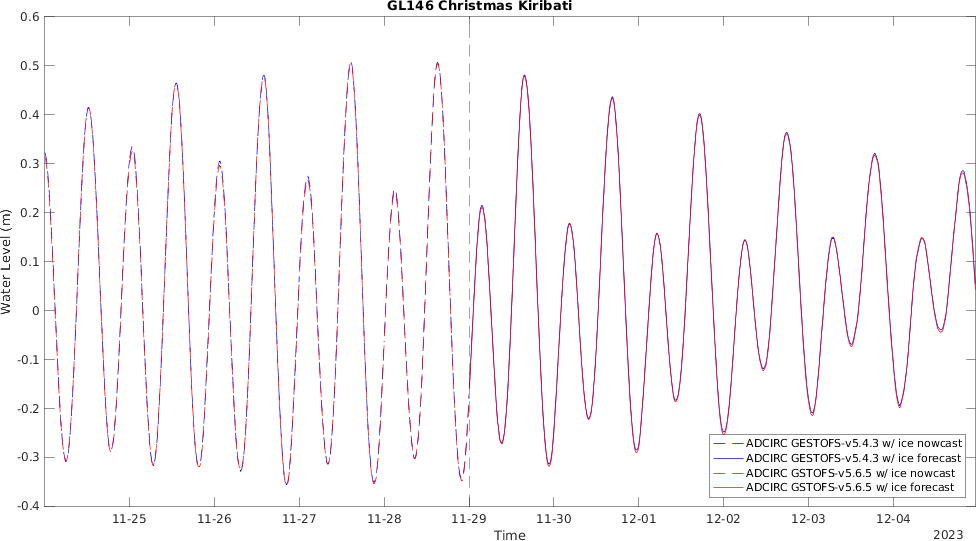 GL146 Christmas Kiribati
0.6
0.5
0.4
0.3
0.2
0.1
0
-0.1
-0.2
-0.3
-0.4
Water Level (m)
ADCIRC GESTOFS-v5.4.3 w/ ice nowcast
ADCIRC GESTOFS-v5.4.3 w/ ice forecast
ADCIRC GSTOFS-v5.6.5 w/ ice nowcast
ADCIRC GSTOFS-v5.6.5 w/ ice forecast
11-25 11-26 11-27 11-28 11-29 11-30 12-01 12-02 12-03 12-04
Time
2023